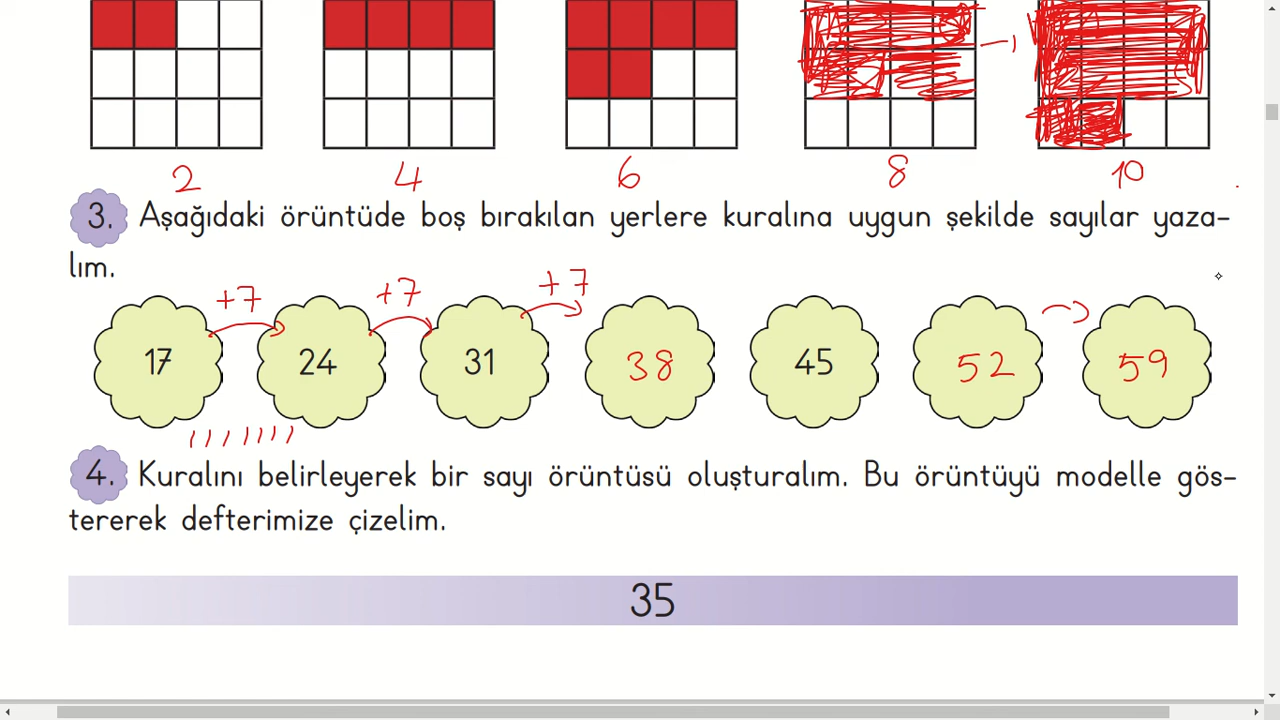 2 4 6 8 10
3. Aşağıdaki örüntüde boş bırakılan yerlere kuralına uygun şekilde sayılar yaza-
lım.
+7 +7 +7
17 24 31 38 45 52 59
4. Kuralını belirleyerek bir sayı örüntüsü oluşturalım. Bu örüntüyü modelle gös-
tererek defterimize çizelim.
35